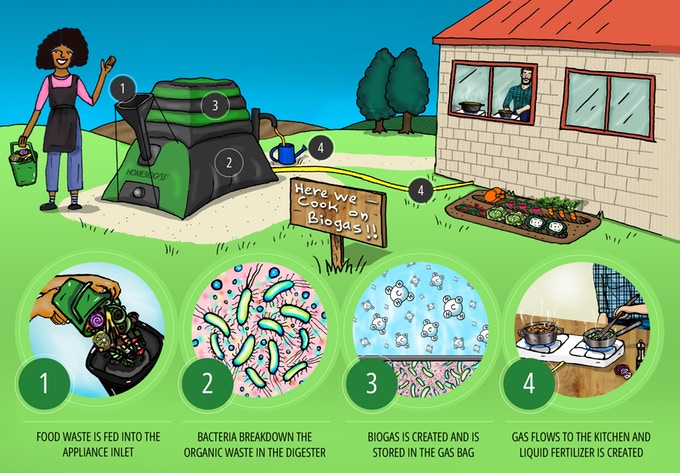 1
3
2
4
4
HOMEBIOGAS
Here we
Cook on
Biogas!!
1
2
3
4
FOOD WASTE IS FED INTO THE
APPLIANCE INLET
BACTERIA BREAKDOWN THE
ORGANIC WASTE IN THE DIGESTER
BIOGAS IS CREATED AND IS
STORED IN THE GAS BAG
GAS FLOWS TO THE KITCHEN AND
LIQUID FERTILIZER IS CREATED